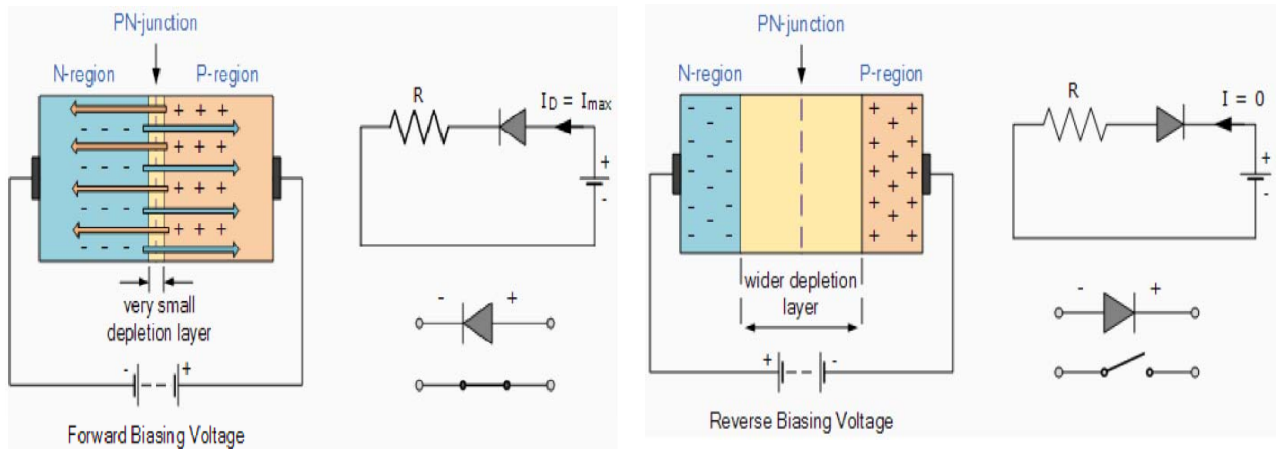 PN-junction
N-region P-region
+ + +
- - -
+ + +
- - -
+ + +
- - -
+ + +
- - -
very small
depletion layer
- +
Forward Biasing Voltage
R
I_D = I_max
+
-
- +
PN-junction
N-region P-region
- - - - - - - - - - - - - - - - -
+ + + + + + + + + + + + + + + + +
wider depletion
layer
+ -
Reverse Biasing Voltage
R
I = 0
+
-
- +